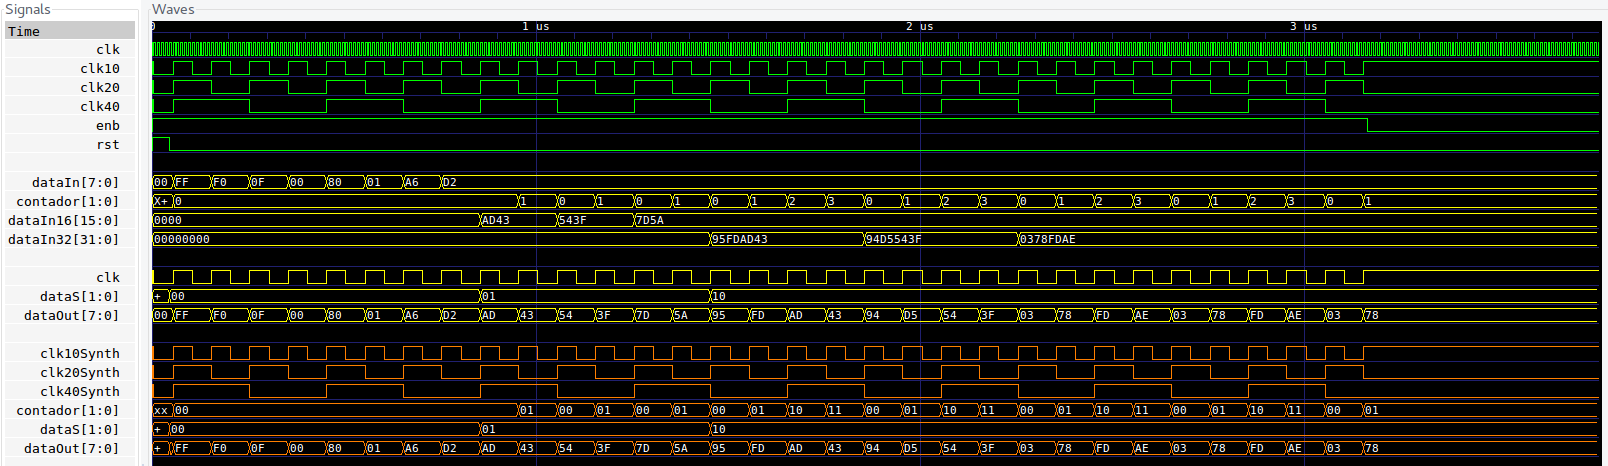 Signals Waves
Time 0 1 us 2 us 3 us
clk
clk10
clk20
clk40
enb
rst
dataIn[7:0] 00 FF F0 0F 00 80 01 A6 D2
contador[1:0] X+ 0 1 0 1 0 1 0 1 2 3 0 1 2 3 0 1 2 3 0 1 2 3 0 1
dataIn16[15:0] 0000 AD43 543F 7D5A
dataIn32[31:0] 00000000 95FDAD43 94D5543F 0378FDAE
clk
dataS[1:0] + 00 01 10
dataOut[7:0] 00 FF F0 0F 00 80 01 A6 D2 AD 43 54 3F 7D 5A 95 FD AD 43 94 D5 54 3F 03 78 FD AE 03 78 FD AE 03 78
clk10Synth
clk20Synth
clk40Synth
contador[1:0] xx 00 01 00 01 00 01 00 01 10 11 00 01 10 11 00 01 10 11 00 01 10 11 00 01
dataS[1:0] + 00 01 10
dataOut[7:0] + FF F0 0F 00 80 01 A6 D2 AD 43 54 3F 7D 5A 95 FD AD 43 94 D5 54 3F 03 78 FD AE 03 78 FD AE 03 78